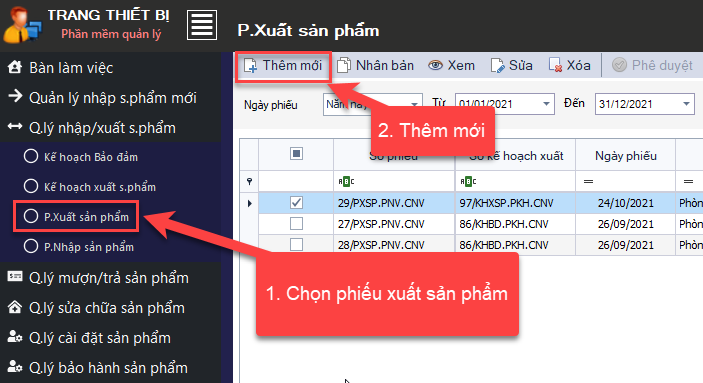 TRANG THIẾT BỊ
Phần mềm quản lý
P.Xuất sản phẩm
Bàn làm việc
Quản lý nhập s.phẩm mới
Q.lý nhập/xuất s.phẩm
Kế hoạch Bảo đảm
Kế hoạch xuất s.phẩm
P.Xuất sản phẩm
P.Nhập sản phẩm
Q.lý mượn/trả sản phẩm
Q.lý sửa chữa sản phẩm
Q.lý cài đặt sản phẩm
Q.lý bảo hành sản phẩm
Thêm mới Nhân bản Xem Sửa Xóa Phê duyệt
Ngày phiếu Năm nay Từ 01/01/2021 Đến 31/12/2021
2. Thêm mới
Số phiếu Số kế hoạch xuất Ngày phiếu
ABC ABC = =
29/PXSP.PNV.CNV 97/KHXSP.PKH.CNV 24/10/2021 Phòn
27/PXSP.PNV.CNV 86/KHBD.PKH.CNV 26/09/2021 Phòn
28/PXSP.PNV.CNV 86/KHBD.PKH.CNV 26/09/2021 Phòn
1. Chọn phiếu xuất sản phẩm